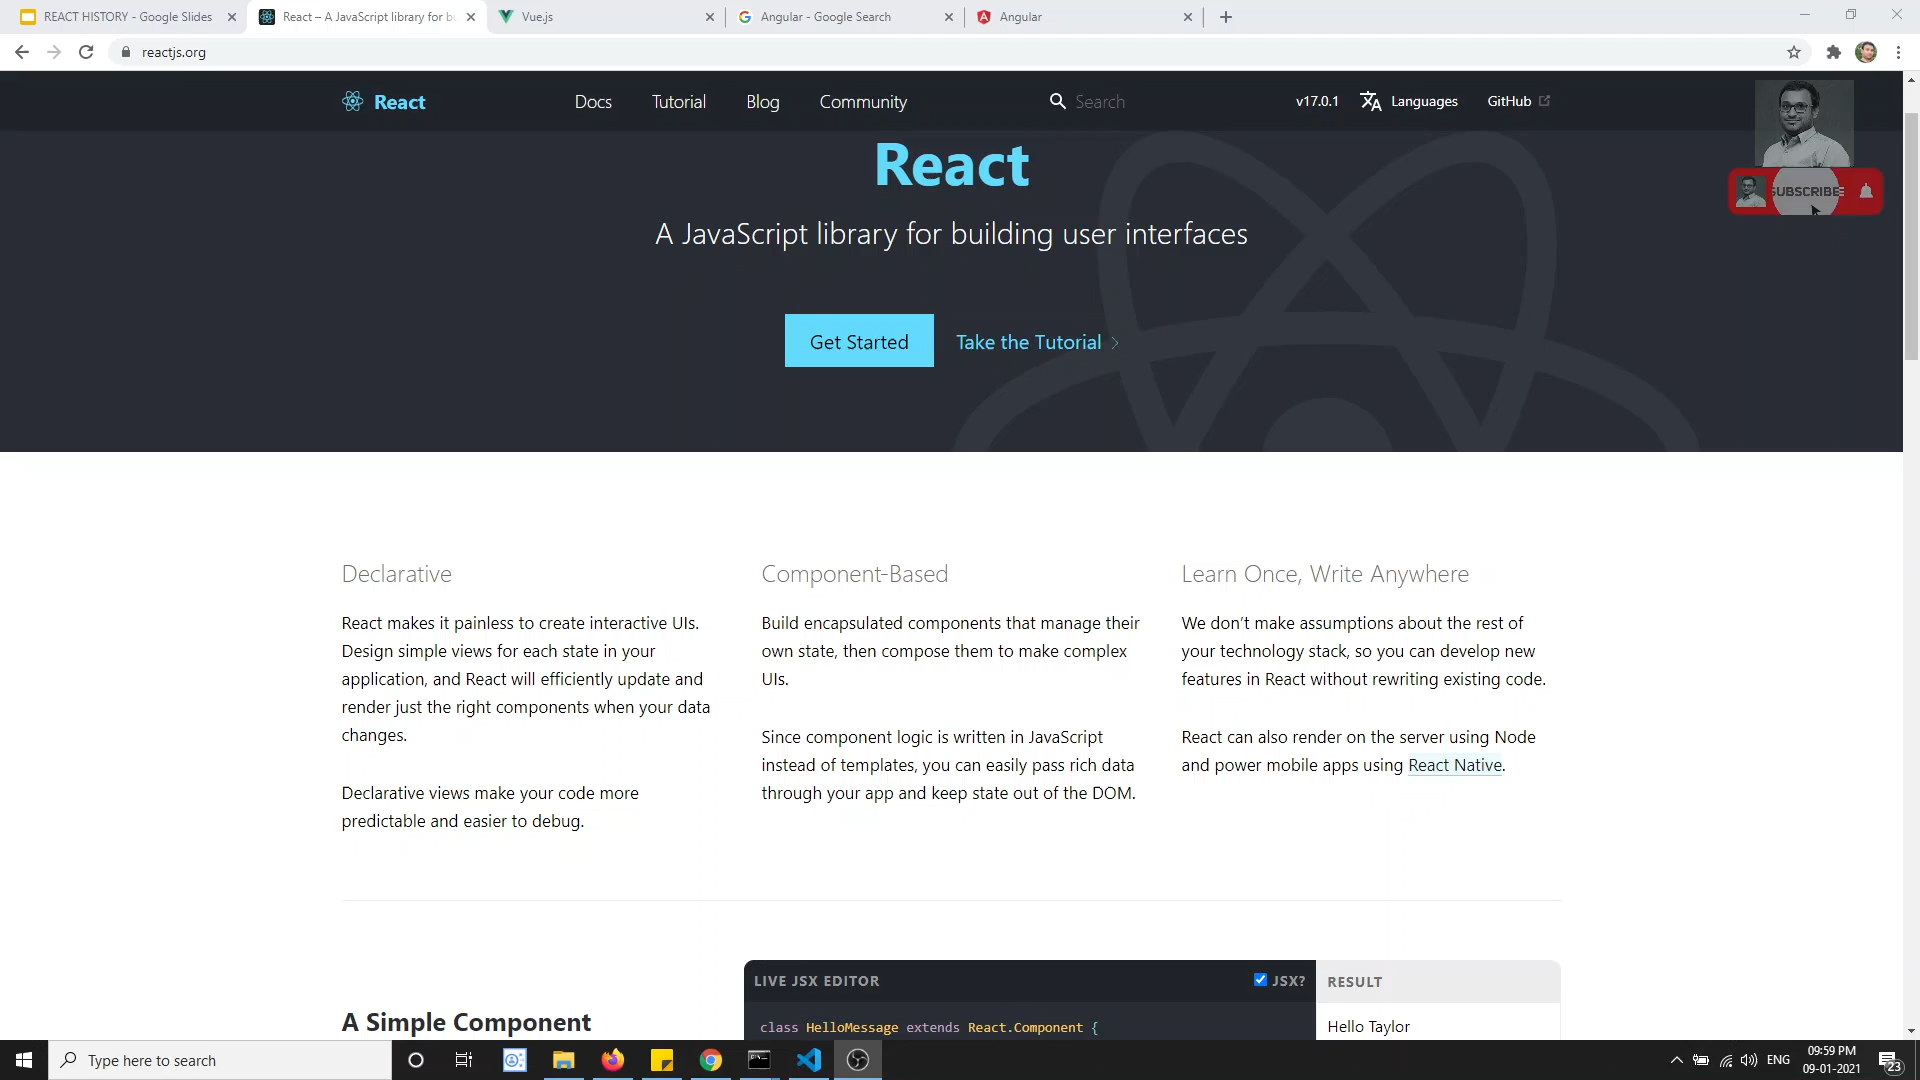 REACT HISTORY - Google Slides
React – A JavaScript library for bu
Vue.js
Angular - Google Search
Angular
reactjs.org
React
Docs
Tutorial
Blog
Community
Search
v17.0.1
Languages
GitHub
SUBSCRIBE
React
A JavaScript library for building user interfaces
Get Started
Take the Tutorial
Declarative
React makes it painless to create interactive UIs.
Design simple views for each state in your
application, and React will efficiently update and
render just the right components when your data
changes.
Declarative views make your code more
predictable and easier to debug.
Component-Based
Build encapsulated components that manage their
own state, then compose them to make complex
UIs.
Since component logic is written in JavaScript
instead of templates, you can easily pass rich data
through your app and keep state out of the DOM.
Learn Once, Write Anywhere
We don’t make assumptions about the rest of
your technology stack, so you can develop new
features in React without rewriting existing code.
React can also render on the server using Node
and power mobile apps using React Native.
A Simple Component
LIVE JSX EDITOR
JSX?
class HelloMessage extends React.Component {
RESULT
Hello Taylor
Type here to search
ENG
09:59 PM
09-01-2021
23